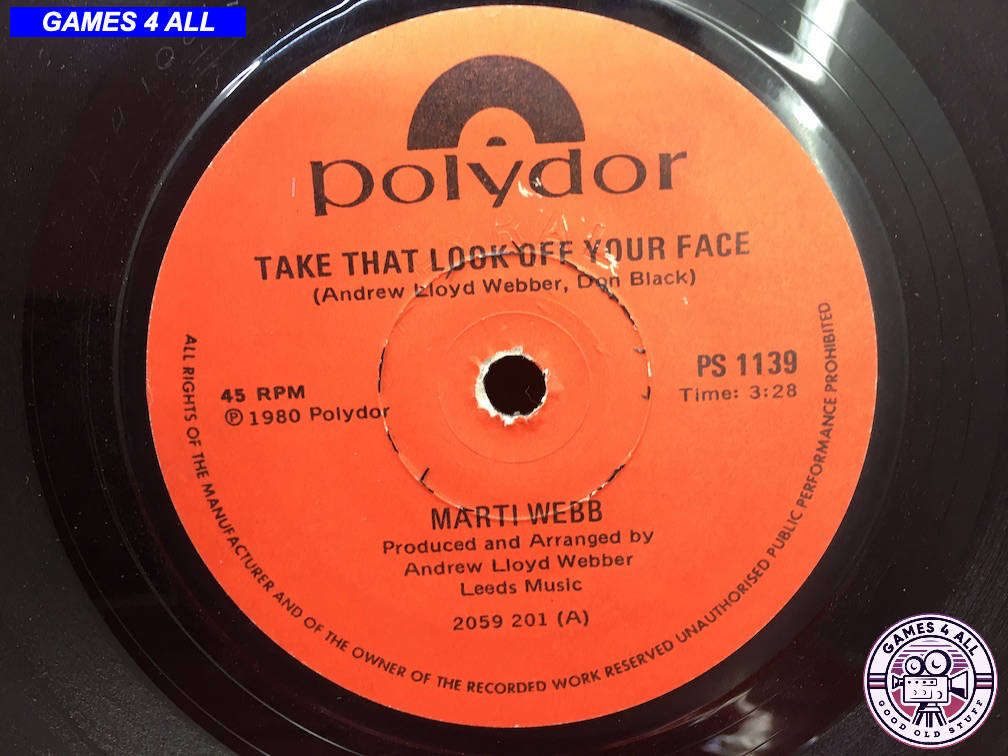 GAMES 4 ALL
polydor
TAKE THAT LOOK OFF YOUR FACE
(Andrew Lloyd Webber, Don Black)
45 RPM
℗ 1980 Polydor
PS 1139
Time: 3:28
MARTI WEBB
Produced and Arranged by
Andrew Lloyd Webber
Leeds Music
2059 201 (A)
ALL RIGHTS OF THE MANUFACTURER AND OF THE OWNER OF THE RECORDED WORK RESERVED UNAUTHORISED PUBLIC PERFORMANCE PROHIBITED
GAMES 4 ALL
GOOD OLD STUFF